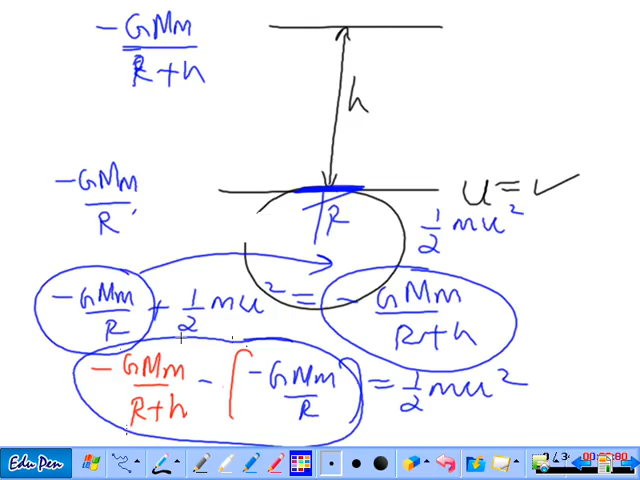 -GMm
R+h
h
-GMm
R
R
u=✓
1/2 mu²
-GMm/R + 1/2 mu² = -GMm/R+h
-GMm/R+h - [-GMm/R] = 1/2 mu²
Edu Pen